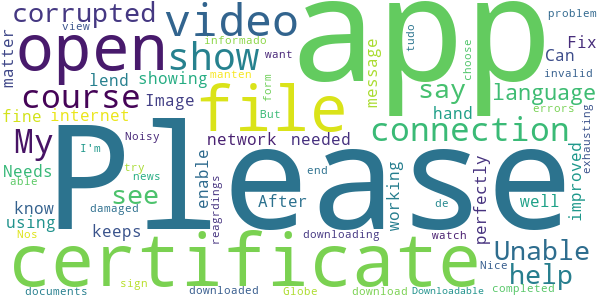 corrupted
video
app
view
open
informado
tudo
problem
matter
show
message
want
Fix
lend
showing
Can
invalid
choose
course
Image
file
say
language
manten
form
errors
fine
internet
But
hand
Noisy
network
needed
connection
My
Please
I'm
exhausting
Needs
see
enable
try
perfectly
improved
able
news
After
end
working
know
damaged
de
well
using
keeps
reagrdings
downloading
watch
Unable
Nos
certificate
Nice
help
documents
sign
downloaded
Globe
download
Downloadable
completed